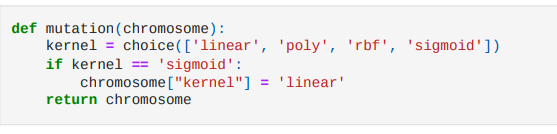 def mutation(chromosome):
    kernel = choice(['linear', 'poly', 'rbf', 'sigmoid'])
    if kernel == 'sigmoid':
        chromosome["kernel"] = 'linear'
    return chromosome